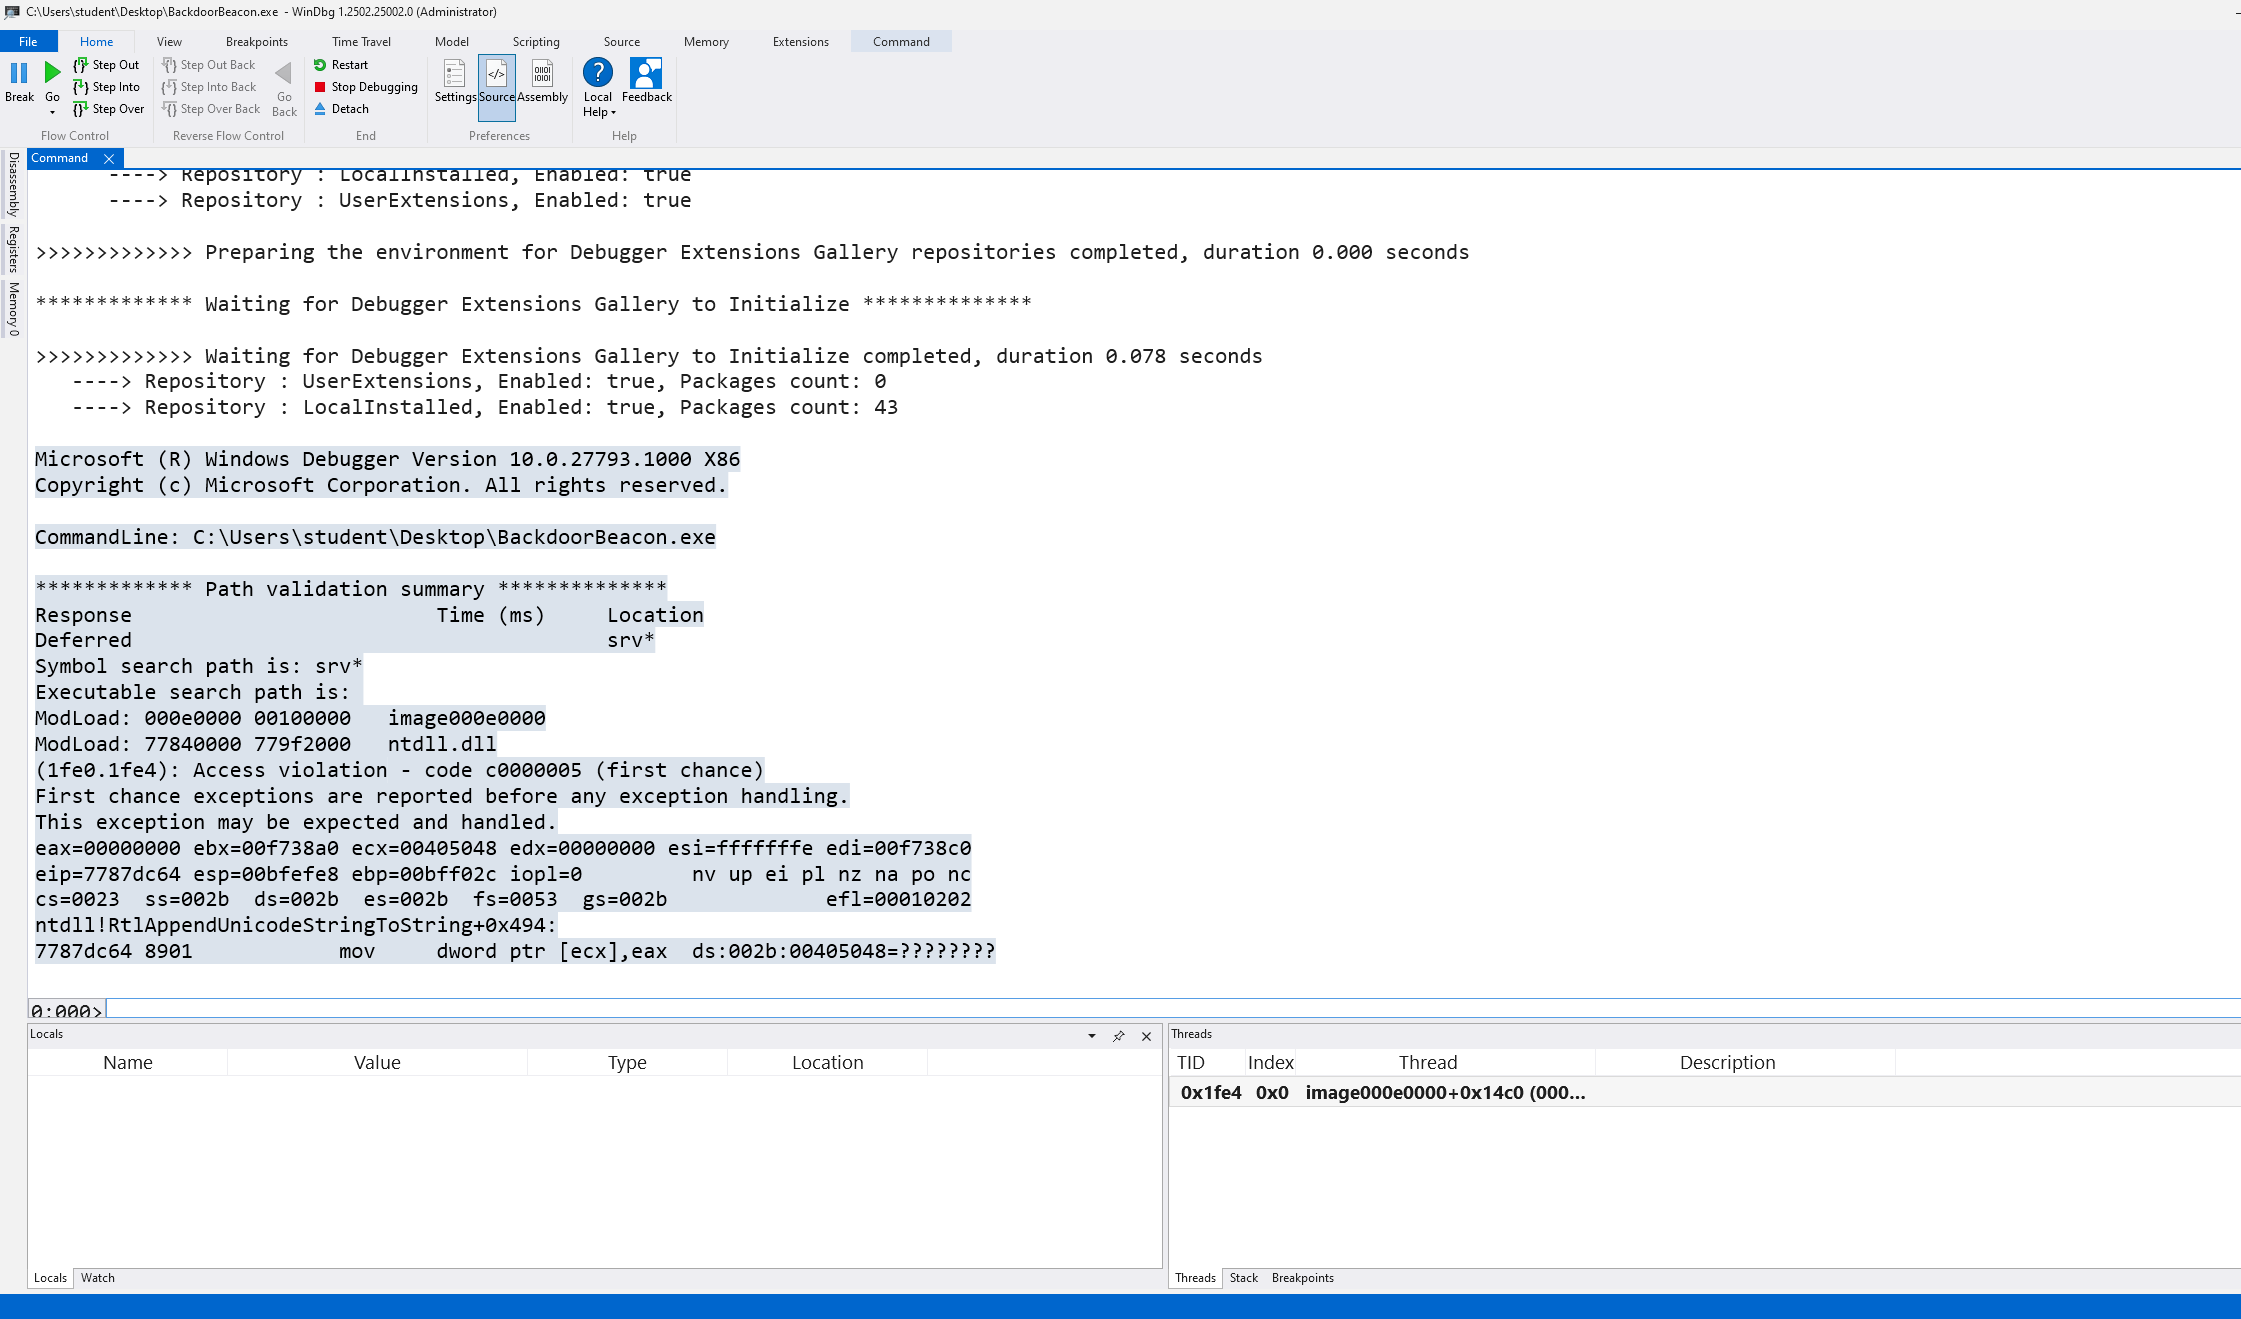 C:\Users\student\Desktop\BackdoorBeacon.exe - WinDbg 1.2502.25002.0 (Administrator)
File Home View Breakpoints Time Travel Model Scripting Source Memory Extensions Command
Break
Go
Step Out
Step Into
Step Over
Flow Control
Step Out Back
Step Into Back
Step Over Back
Go Back
Reverse Flow Control
Restart
Stop Debugging
Detach
End
Settings Source Assembly
Preferences
Local Help
Feedback
Help
Disassembly
Registers
Memory 0
Command
----> Repository : LocalInstalled, Enabled: true
----> Repository : UserExtensions, Enabled: true
>>>>>>>>>>>>> Preparing the environment for Debugger Extensions Gallery repositories completed, duration 0.000 seconds
************* Waiting for Debugger Extensions Gallery to Initialize **************
>>>>>>>>>>>>> Waiting for Debugger Extensions Gallery to Initialize completed, duration 0.078 seconds
----> Repository : UserExtensions, Enabled: true, Packages count: 0
----> Repository : LocalInstalled, Enabled: true, Packages count: 43
Microsoft (R) Windows Debugger Version 10.0.27793.1000 X86
Copyright (c) Microsoft Corporation. All rights reserved.
CommandLine: C:\Users\student\Desktop\BackdoorBeacon.exe
************* Path validation summary **************
Response Time (ms) Location
Deferred srv*
Symbol search path is: srv*
Executable search path is:
ModLoad: 000e0000 00100000 image000e0000
ModLoad: 77840000 779f2000 ntdll.dll
(1fe0.1fe4): Access violation - code c0000005 (first chance)
First chance exceptions are reported before any exception handling.
This exception may be expected and handled.
eax=00000000 ebx=00f738a0 ecx=00405048 edx=00000000 esi=fffffffe edi=00f738c0
eip=7787dc64 esp=00bfefe8 ebp=00bff02c iopl=0 nv up ei pl nz na po nc
cs=0023 ss=002b ds=002b es=002b fs=0053 gs=002b efl=00010202
ntdll!RtlAppendUnicodeStringToString+0x494:
7787dc64 8901 mov dword ptr [ecx],eax ds:002b:00405048=????????
0:000>
Locals
Name Value Type Location
Locals Watch
Threads
TID Index Thread Description
0x1fe4 0x0 image000e0000+0x14c0 (000...
Threads Stack Breakpoints